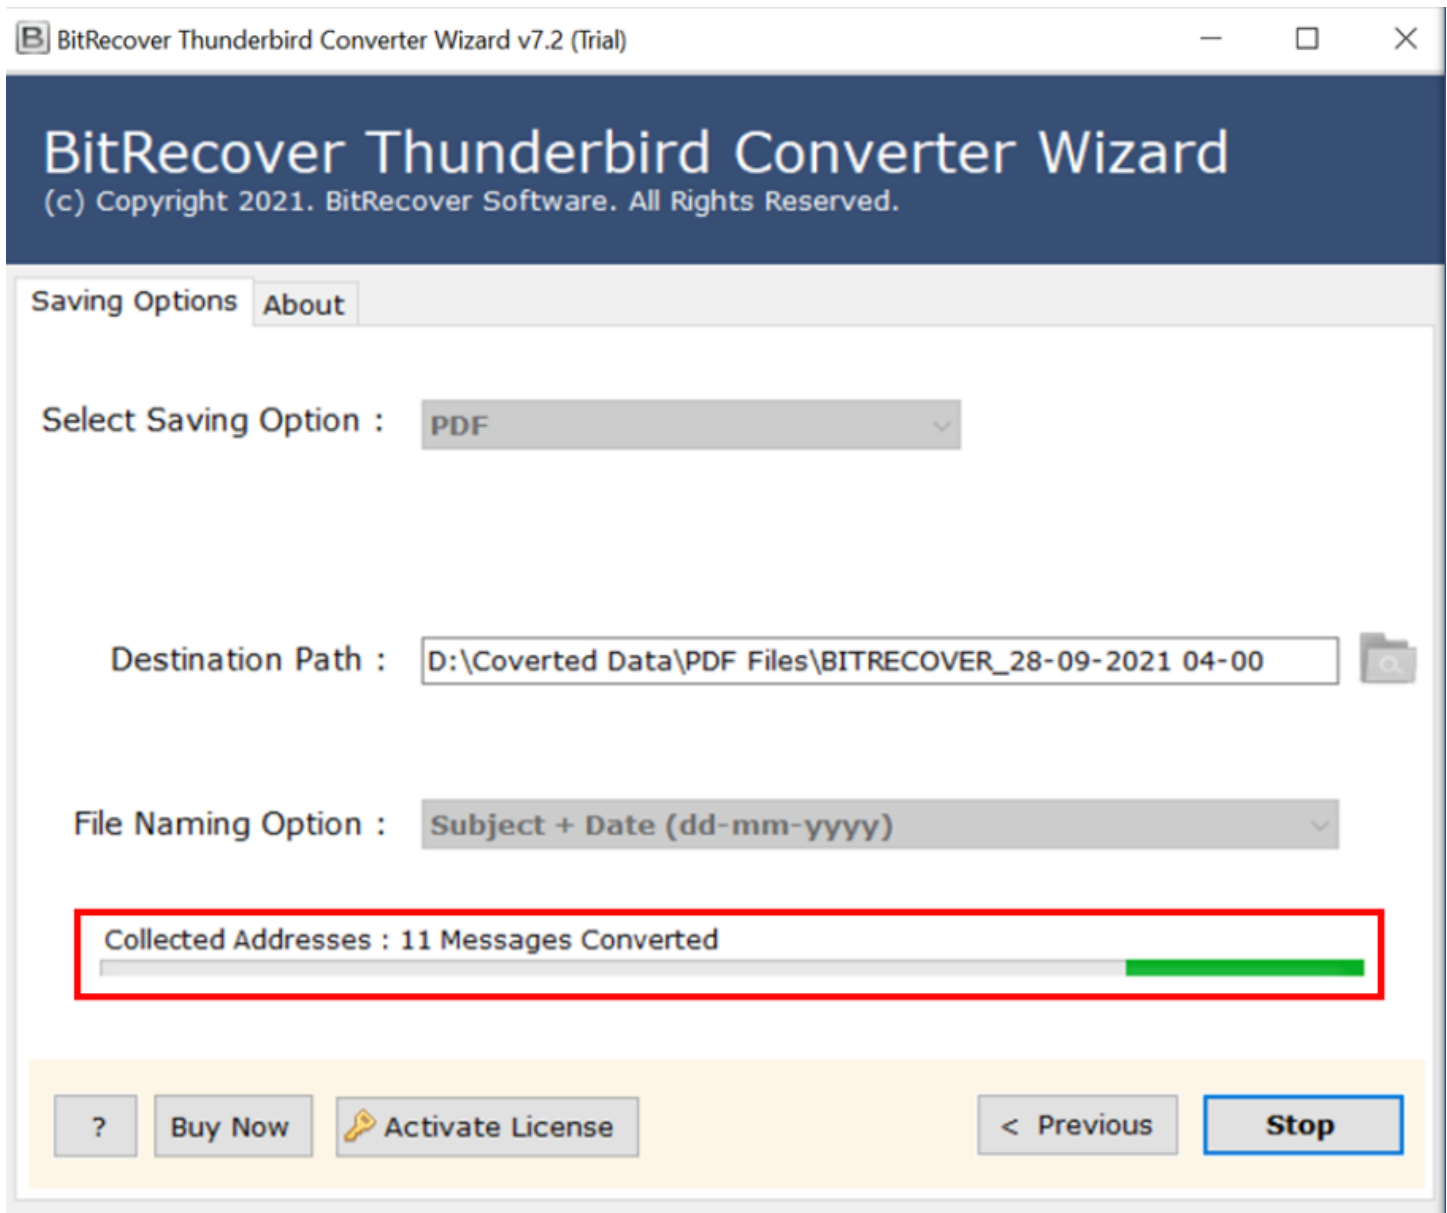 BitRecover Thunderbird Converter Wizard v7.2 (Trial)
BitRecover Thunderbird Converter Wizard
(c) Copyright 2021. BitRecover Software. All Rights Reserved.
Saving Options About
Select Saving Option : PDF
Destination Path : D:\Coverted Data\PDF Files\BITRECOVER_28-09-2021 04-00
File Naming Option : Subject + Date (dd-mm-yyyy)
Collected Addresses : 11 Messages Converted
? Buy Now Activate License < Previous Stop